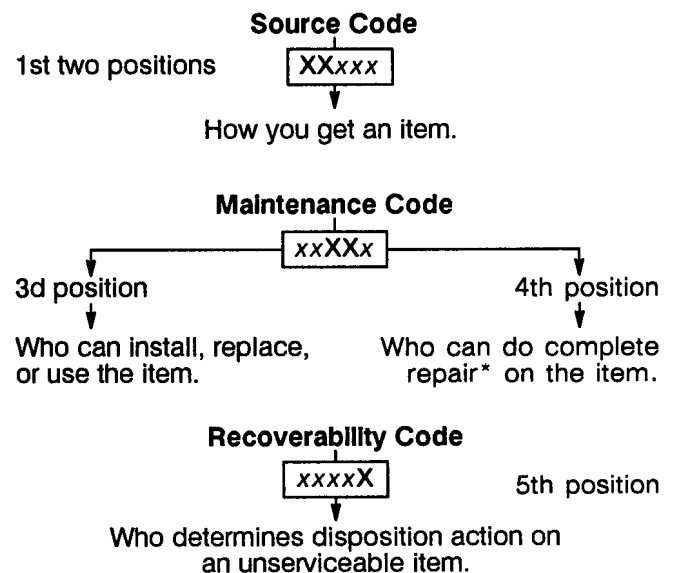 Source Code
1st two positions
XXxxx
How you get an item.
Maintenance Code
xxXXx
3d position
4th position
Who can install, replace,
or use the item.
Who can do complete
repair* on the item.
Recoverability Code
xxxxX
5th position
Who determines disposition action on
an unserviceable item.